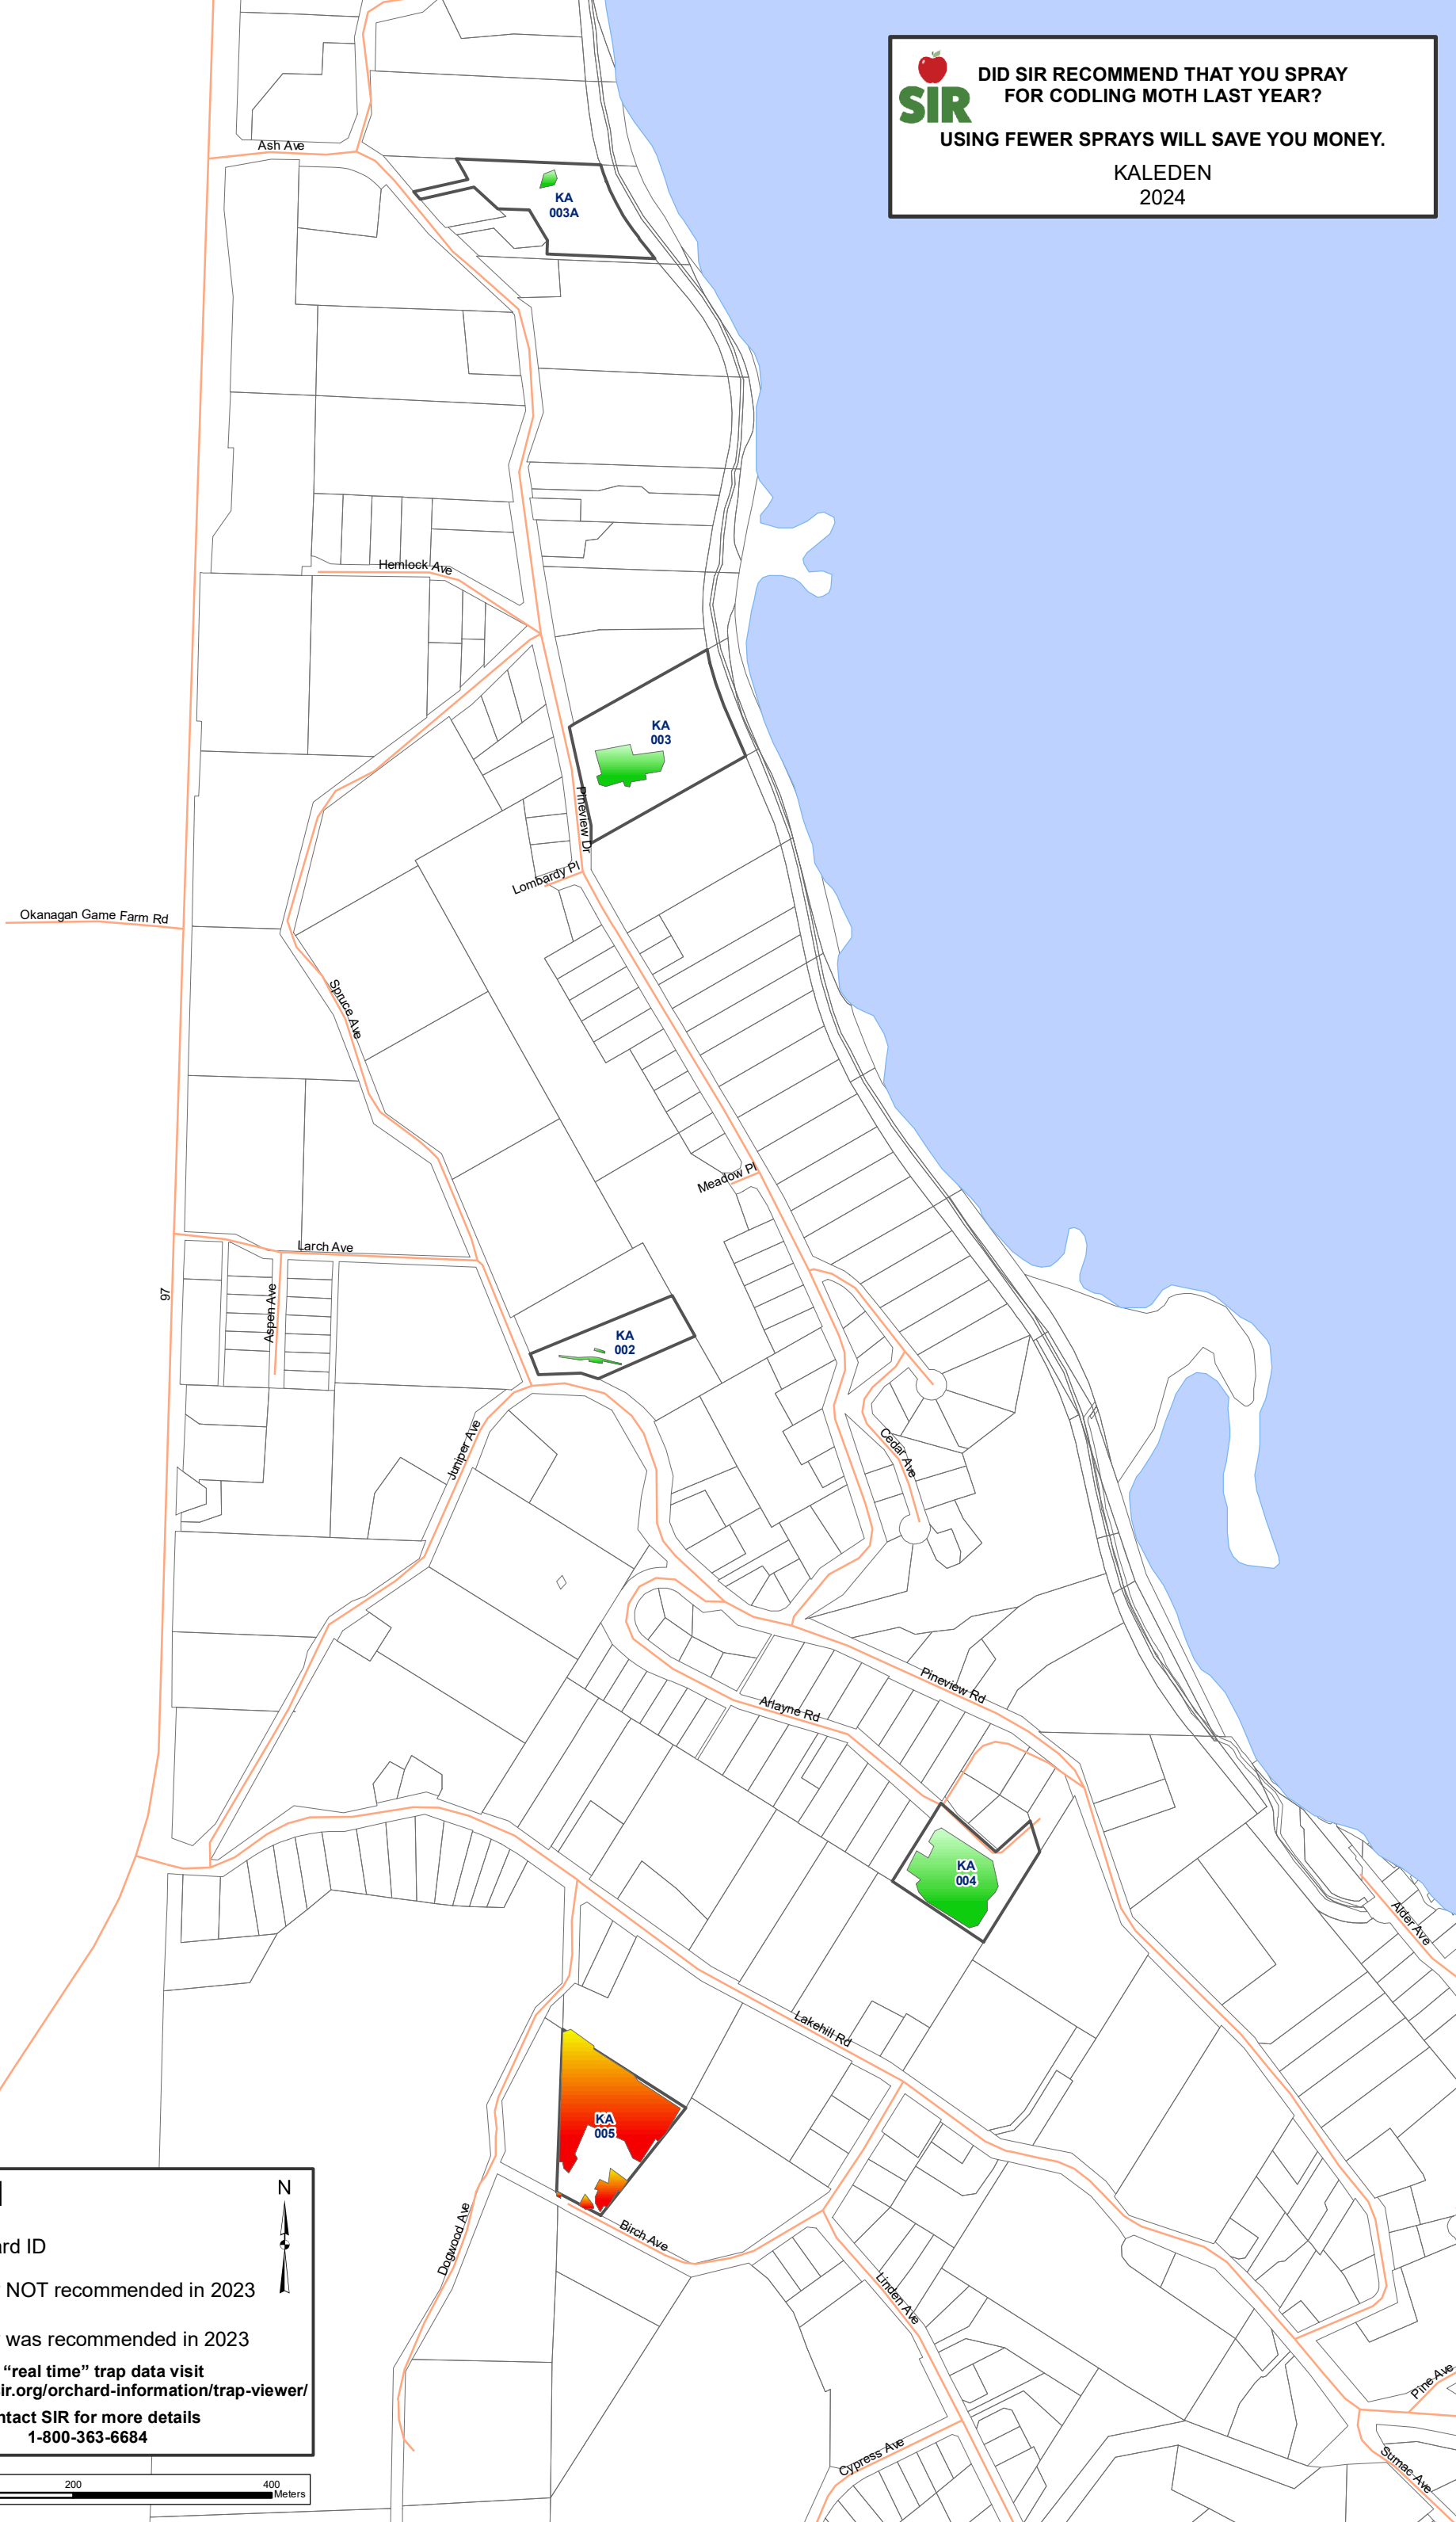 SIR
DID SIR RECOMMEND THAT YOU SPRAY
FOR CODLING MOTH LAST YEAR?
USING FEWER SPRAYS WILL SAVE YOU MONEY.
KALEDEN
2024
Ash Ave
KA
003A
Hemlock Ave
KA
003
Pineview Dr
Lombardy Pl
Okanagan Game Farm Rd
Spruce Ave
Meadow Pl
Larch Ave
97
Aspen Ave
KA
002
Juniper Ave
Cedar Ave
Pineview Rd
Arlayne Rd
KA
004
Alder Ave
Lakehill Rd
KA
005
Birch Ave
Dogwood Ave
Linden Ave
Pine Ave
Cypress Ave
Sumac Ave
N
rd ID
NOT recommended in 2023
was recommended in 2023
“real time” trap data visit
ir.org/orchard-information/trap-viewer/
ntact SIR for more details
1-800-363-6684
200 400
Meters